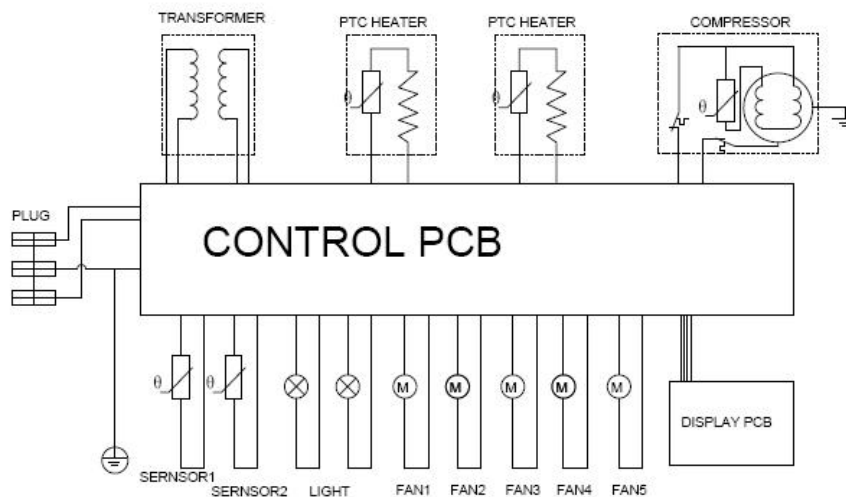 TRANSFORMER
PTC HEATER
PTC HEATER
COMPRESSOR
θ
θ
θ
PLUG
CONTROL PCB
θ
θ
M
M
M
M
M
DISPLAY PCB
SERNSOR1
SERNSOR2
LIGHT
FAN1
FAN2
FAN3
FAN4
FAN5